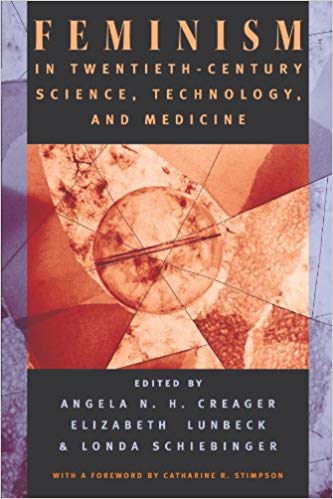 FEMINISM
IN TWENTIETH-CENTURY
SCIENCE, TECHNOLOGY,
AND MEDICINE
EDITED BY
ANGELA N. H. CREAGER
ELIZABETH LUNBECK
& LONDA SCHIEBINGER
WITH A FOREWORD BY CATHARINE R. STIMPSON